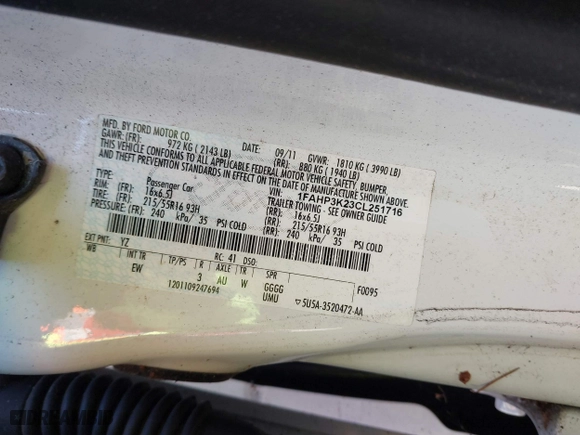 MFD. BY FORD MOTOR CO.
DATE: 09/11 GVWR: 1810 KG ( 3990 LB)
GAWR: (FR): 972 KG ( 2143 LB) (RR): 880 KG ( 1940 LB)
THIS VEHICLE CONFORMS TO ALL APPLICABLE FEDERAL MOTOR VEHICLE SAFETY, BUMPER,
AND THEFT PREVENTION STANDARDS IN EFFECT ON THE DATE OF MANUFACTURE SHOWN ABOVE.
VIN: 1FAHP3K23CL251716
TYPE: Passenger Car TRAILER TOWING - SEE OWNER GUIDE
RIM: 16x6.5J (RR): 16x6.5J
TIRE: (FR): 215/55R16 93H (RR): 215/55R16 93H
PRESSURE: (FR): 240 kPa/ 35 PSI COLD (RR): 240 kPa/ 35 PSI COLD
EXT PNT: YZ RC: 41 DSO: F0095
WB INT TR TP/PS R AXLE TR SPR
EW 3 AU W GGGG
UMU
1201109247694 5USA-3520472-AA
DREAMBID